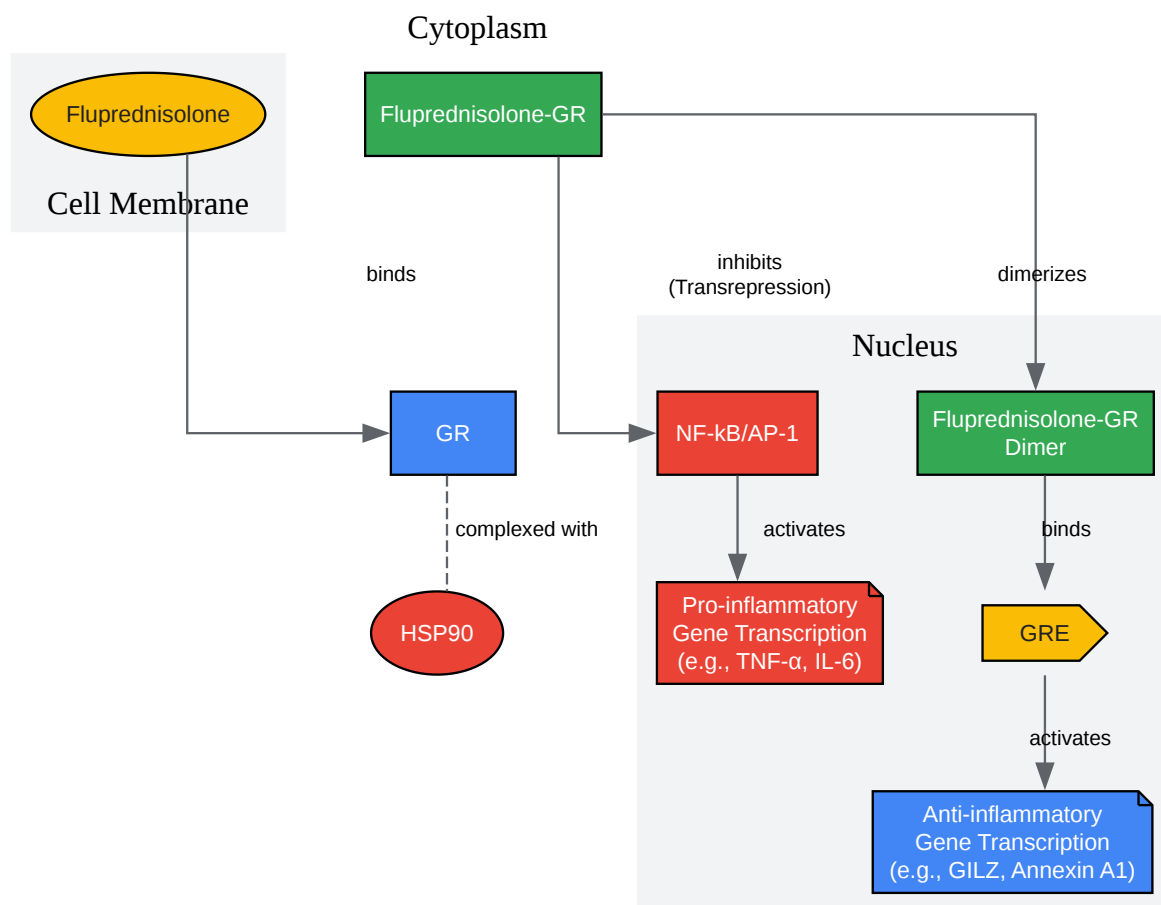 Cytoplasm
Fluprednisolone
Fluprednisolone-GR
Cell Membrane
binds
inhibits
(Transrepression)
dimerizes
Nucleus
GR
NF-kB/AP-1
Fluprednisolone-GR
Dimer
complexed with
activates
binds
HSP90
Pro-inflammatory
Gene Transcription
(e.g., TNF-α, IL-6)
GRE
activates
Anti-inflammatory
Gene Transcription
(e.g., GILZ, Annexin A1)